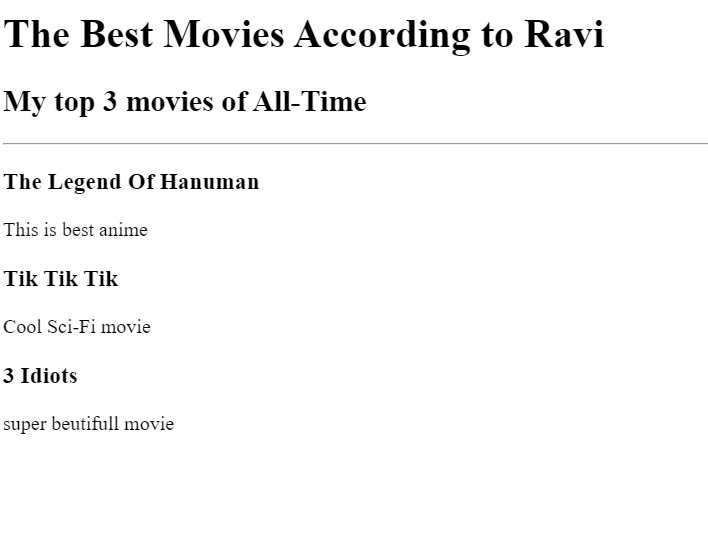 The Best Movies According to Ravi
My top 3 movies of All-Time
The Legend Of Hanuman
This is best anime
Tik Tik Tik
Cool Sci-Fi movie
3 Idiots
super beutifull movie